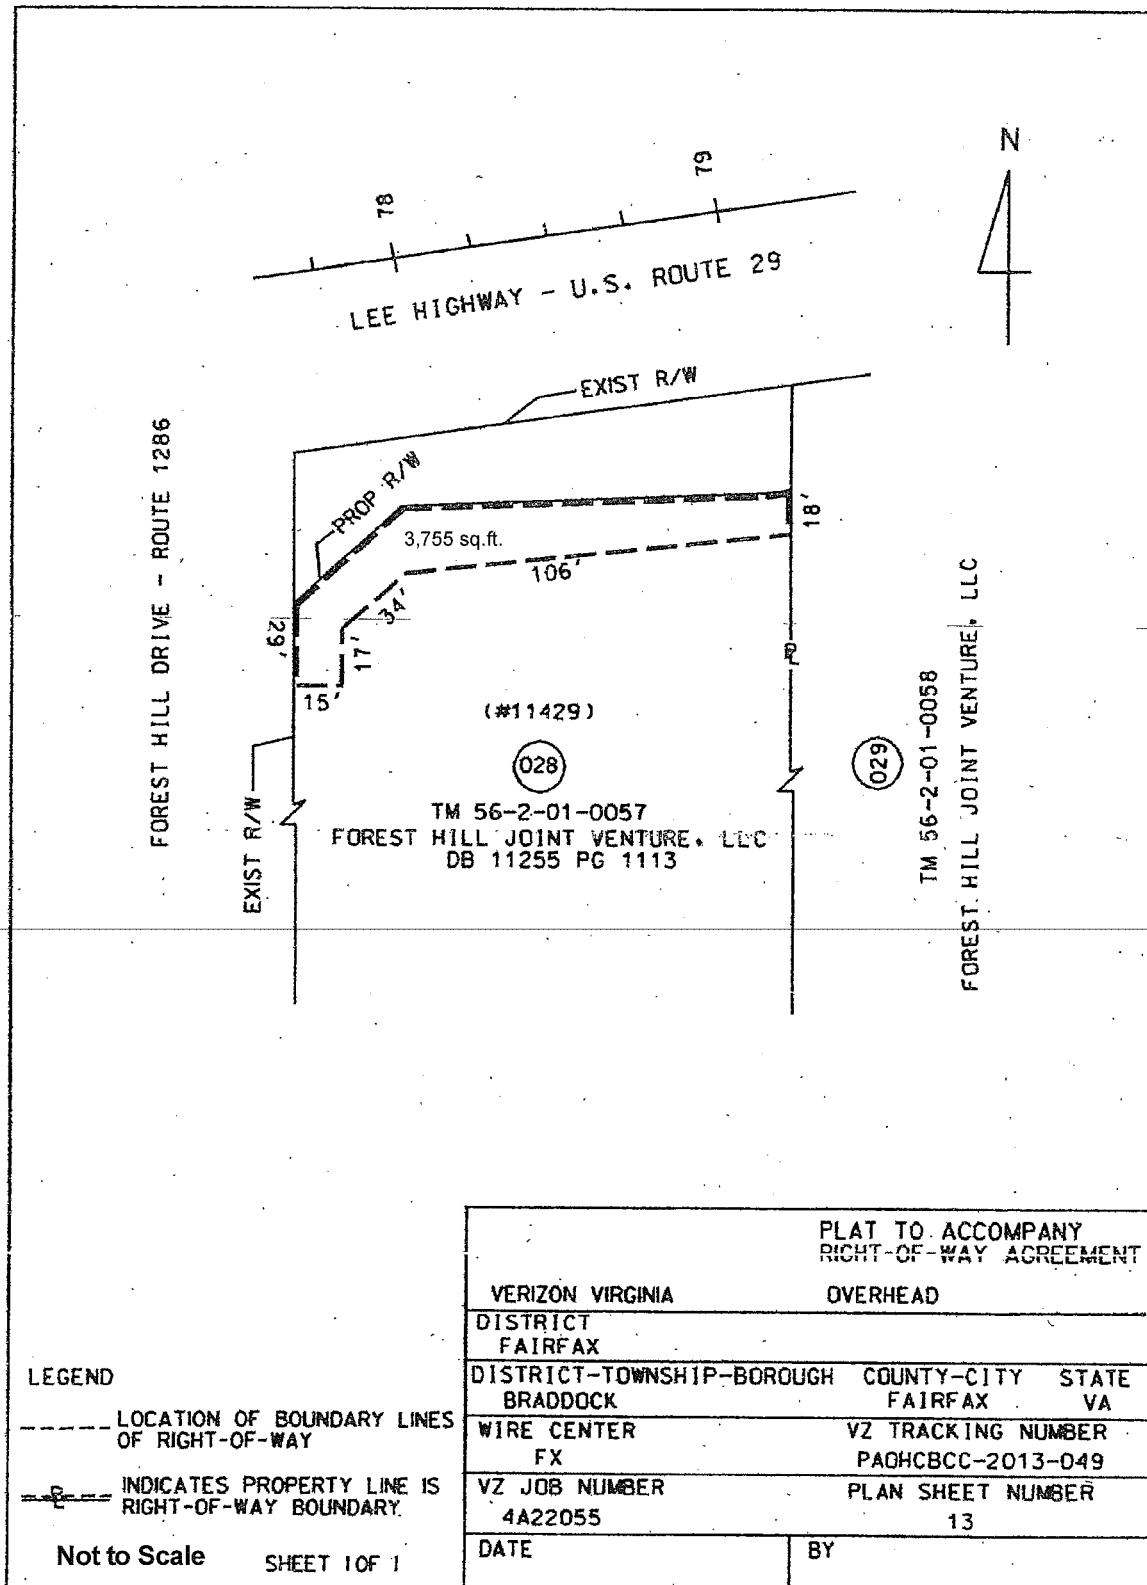 N
78
79
LEE HIGHWAY - U.S. ROUTE 29
EXIST R/W
FOREST HILL DRIVE - ROUTE 1286
PROP R/W
3,755 sq.ft.
18'
106'
34'
29'
17'
15'
(#11429)
028
TM 56-2-01-0057
FOREST HILL JOINT VENTURE, LLC
DB 11255 PG 1113
EXIST R/W
PL
029
TM 56-2-01-0058
FOREST HILL JOINT VENTURE, LLC
PLAT TO ACCOMPANY
RIGHT-OF-WAY AGREEMENT
VERIZON VIRGINIA OVERHEAD
DISTRICT
FAIRFAX
DISTRICT-TOWNSHIP-BOROUGH COUNTY-CITY STATE
BRADDOCK FAIRFAX VA
WIRE CENTER VZ TRACKING NUMBER
FX PAOHCBCC-2013-049
VZ JOB NUMBER PLAN SHEET NUMBER
4A22055 13
DATE BY
LEGEND
LOCATION OF BOUNDARY LINES
OF RIGHT-OF-WAY
PL INDICATES PROPERTY LINE IS
RIGHT-OF-WAY BOUNDARY.
Not to Scale SHEET 1 OF 1